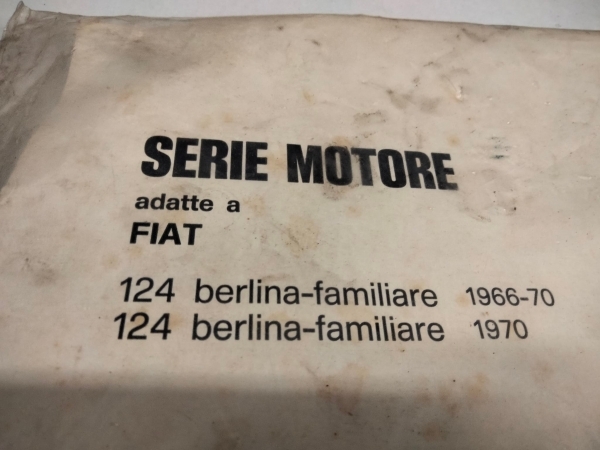 SERIE MOTORE
adatte a
FIAT
124 berlina-familiare 1966-70
124 berlina-familiare 1970